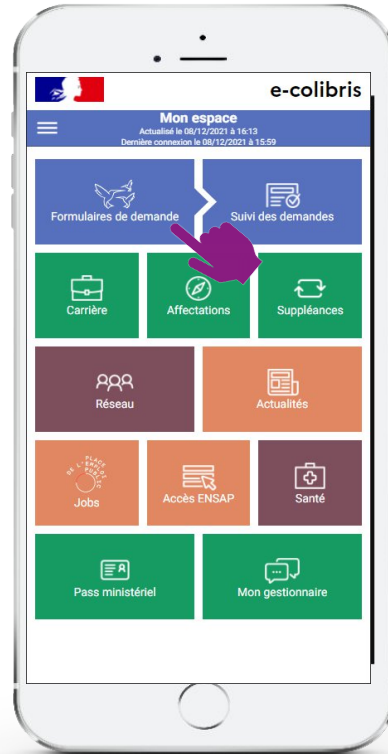 e-colibris
Mon espace
Actualisé le 08/12/2021 à 16:13
Dernière connexion le 08/12/2021 à 15:59
Formulaires de demande
Suivi des demandes
Carrière
Affectations
Suppléances
Réseau
Actualités
PLACE
DE L'EMPLOI
PUBLIC
Jobs
Accès ENSAP
Santé
Pass ministériel
Mon gestionnaire